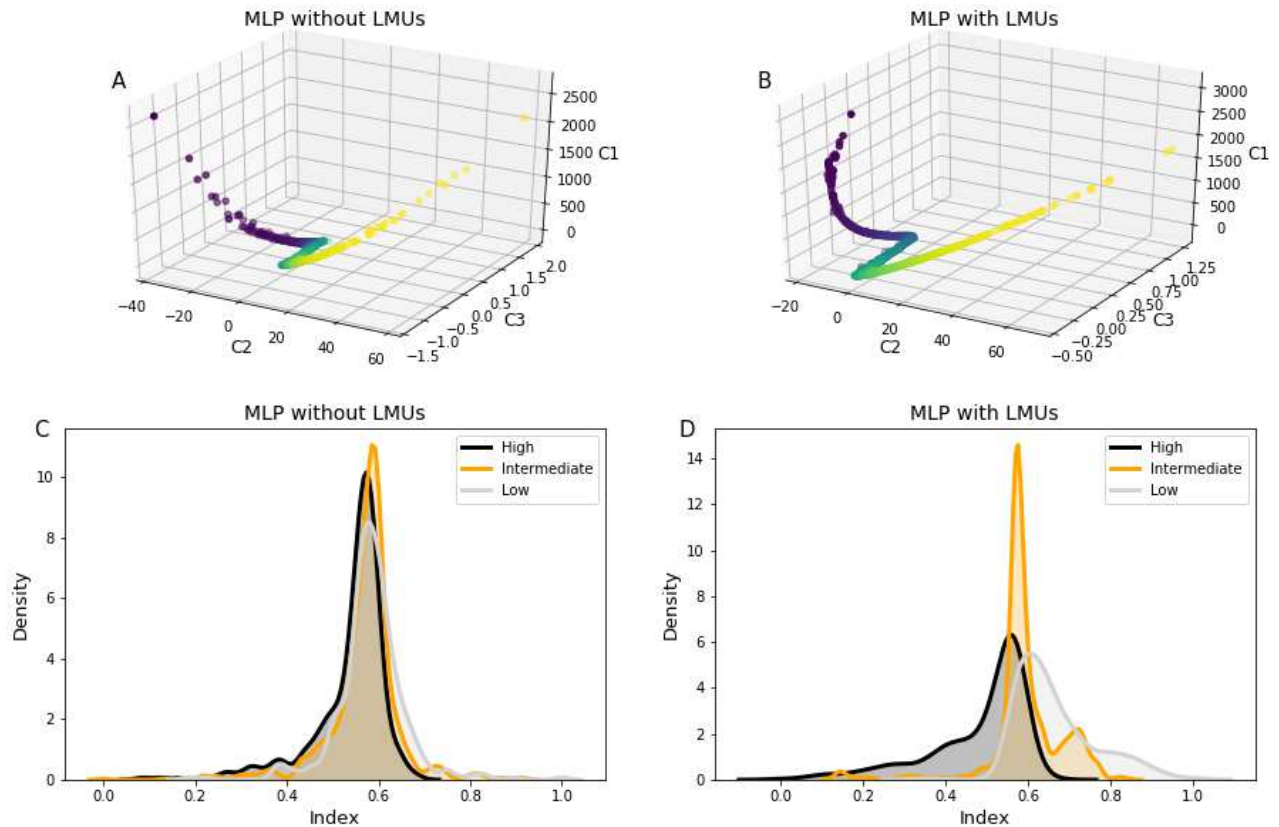 MLP without LMUs
MLP with LMUs
A
B
2500
2000
1500
1000
500
0
C1
2.0
1.5
1.0
0.5
0.0
−0.5
−1.0
−1.5
C3
−40
−20
0
20
40
60
C2
3000
2500
2000
1500
1000
500
0
C1
1.25
1.00
0.75
0.50
0.25
0.00
−0.25
−0.50
C3
−20
0
20
40
60
C2
MLP without LMUs
MLP with LMUs
C
D
High
Intermediate
Low
10
8
6
4
2
0
Density
0.0 0.2 0.4 0.6 0.8 1.0
Index
High
Intermediate
Low
14
12
10
8
6
4
2
0
Density
0.0 0.2 0.4 0.6 0.8 1.0
Index